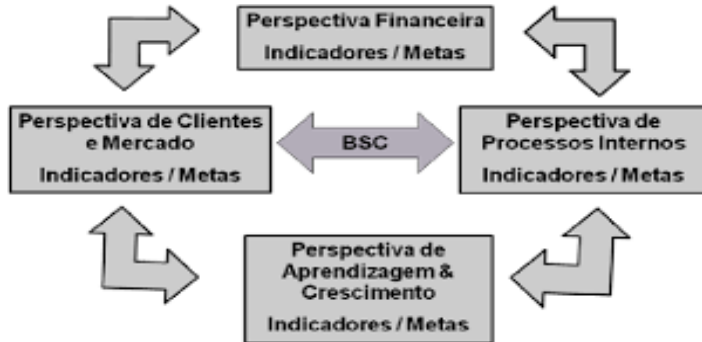 Perspectiva Financeira
Indicadores / Metas
Perspectiva de Clientes
e Mercado
Indicadores / Metas
BSC
Perspectiva de
Processos Internos
Indicadores / Metas
Perspectiva de
Aprendizagem &
Crescimento
Indicadores / Metas